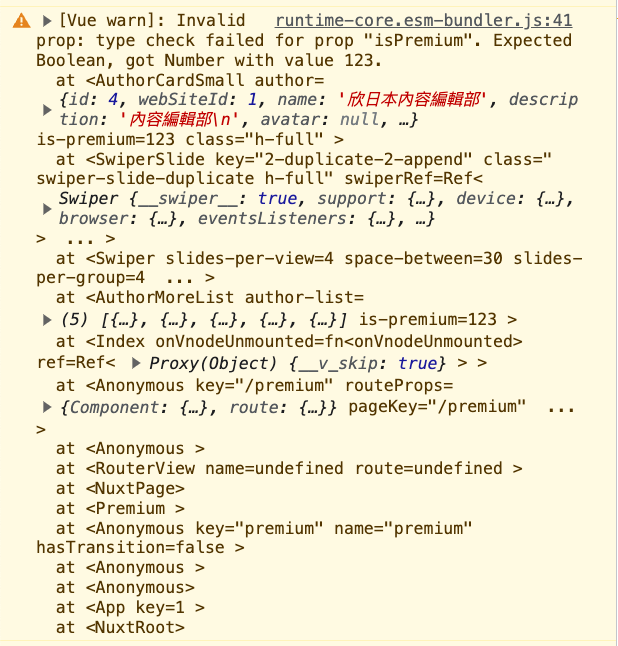 [Vue warn]: Invalid runtime-core.esm-bundler.js:41
prop: type check failed for prop "isPremium". Expected
Boolean, got Number with value 123.
at <AuthorCardSmall author=
{id: 4, webSiteId: 1, name: '欣日本內容編輯部', descrip
tion: '內容編輯部\n', avatar: null, …}
is-premium=123 class="h-full" >
at <SwiperSlide key="2-duplicate-2-append" class="
swiper-slide-duplicate h-full" swiperRef=Ref<
Swiper {__swiper__: true, support: {…}, device: {…},
browser: {…}, eventsListeners: {…}, …}
> ... >
at <Swiper slides-per-view=4 space-between=30 slides-
per-group=4 ... >
at <AuthorMoreList author-list=
(5) [{…}, {…}, {…}, {…}, {…}] is-premium=123 >
at <Index onVnodeUnmounted=fn<onVnodeUnmounted>
ref=Ref< Proxy(Object) {__v_skip: true} > >
at <Anonymous key="/premium" routeProps=
{Component: {…}, route: {…}} pageKey="/premium" ...
>
at <Anonymous >
at <RouterView name=undefined route=undefined >
at <NuxtPage>
at <Premium >
at <Anonymous key="premium" name="premium"
hasTransition=false >
at <Anonymous >
at <Anonymous>
at <App key=1 >
at <NuxtRoot>